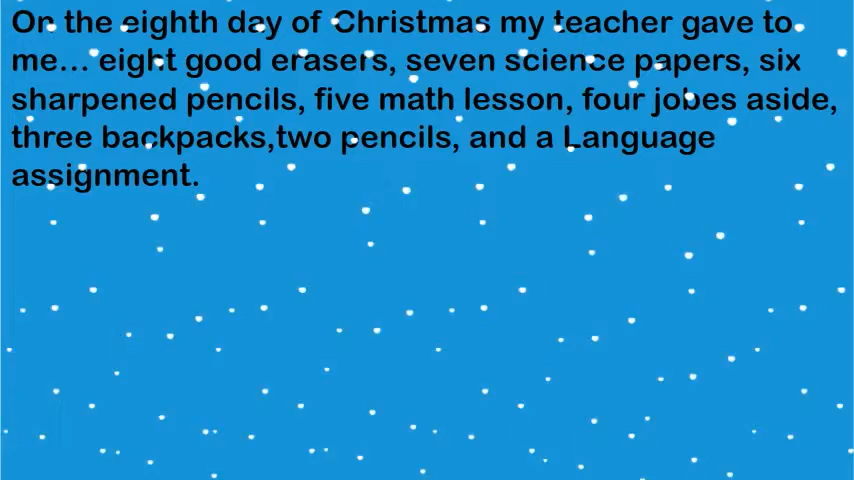 On the eighth day of Christmas my teacher gave to
me... eight good erasers, seven science papers, six
sharpened pencils, five math lesson, four jobes aside,
three backpacks,two pencils, and a Language
assignment.